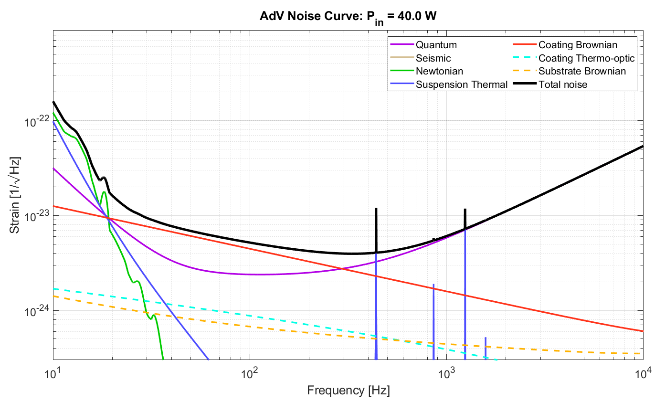 AdV Noise Curve: P_in = 40.0 W
Quantum
Seismic
Newtonian
Suspension Thermal
Coating Brownian
Coating Thermo-optic
Substrate Brownian
Total noise
Strain [1/√Hz]
10^-22
10^-23
10^-24
10^1
10^2
10^3
10^4
Frequency [Hz]